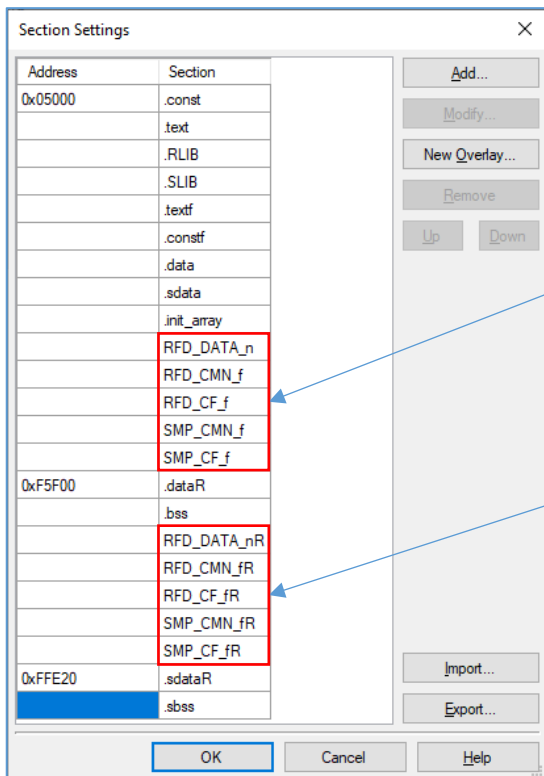 Section Settings
Address Section
0x05000 .const
.text
.RLIB
.SLIB
.textf
.constf
.data
.sdata
.init_array
RFD_DATA_n
RFD_CMN_f
RFD_CF_f
SMP_CMN_f
SMP_CF_f
0xF5F00 .dataR
.bss
RFD_DATA_nR
RFD_CMN_fR
RFD_CF_fR
SMP_CMN_fR
SMP_CF_fR
0xFFE20 .sdataR
.sbss
Add...
Modify...
New Overlay...
Remove
Up Down
Import...
Export...
OK Cancel Help